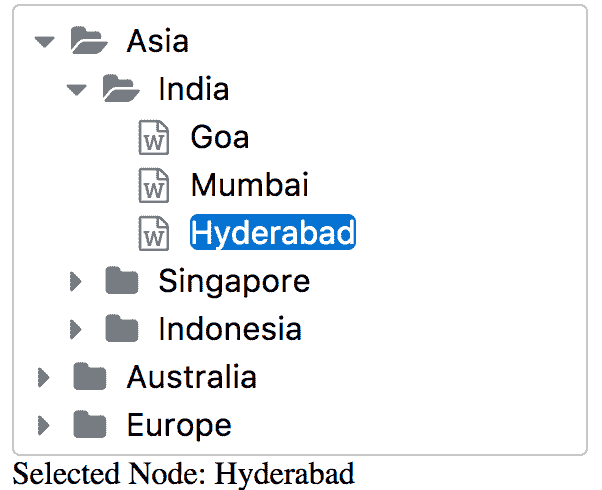 Asia
India
Goa
Mumbai
Hyderabad
Singapore
Indonesia
Australia
Europe
Selected Node: Hyderabad